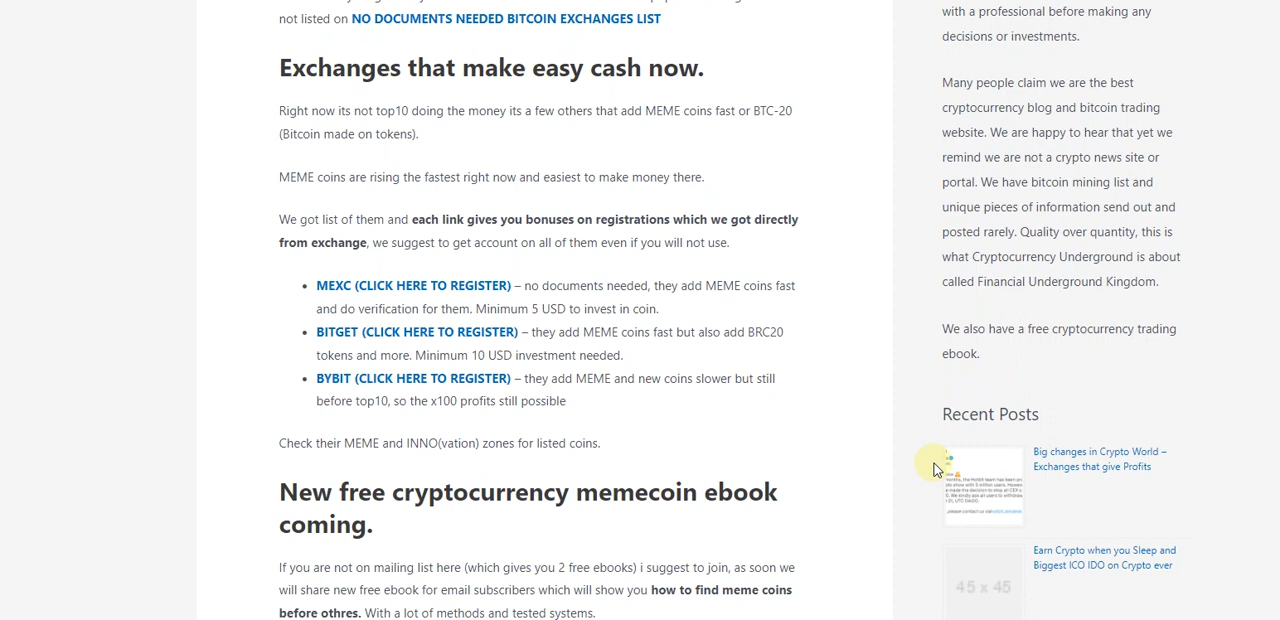 not listed on NO DOCUMENTS NEEDED BITCOIN EXCHANGES LIST
Exchanges that make easy cash now.
Right now its not top10 doing the money its a few others that add MEME coins fast or BTC-20
(Bitcoin made on tokens).
MEME coins are rising the fastest right now and easiest to make money there.
We got list of them and each link gives you bonuses on registrations which we got directly
from exchange, we suggest to get account on all of them even if you will not use.
MEXC (CLICK HERE TO REGISTER) – no documents needed, they add MEME coins fast
and do verification for them. Minimum 5 USD to invest in coin.
BITGET (CLICK HERE TO REGISTER) – they add MEME coins fast but also add BRC20
tokens and more. Minimum 10 USD investment needed.
BYBIT (CLICK HERE TO REGISTER) – they add MEME and new coins slower but still
before top10, so the x100 profits still possible
Check their MEME and INNO(vation) zones for listed coins.
New free cryptocurrency memecoin ebook
coming.
If you are not on mailing list here (which gives you 2 free ebooks) i suggest to join, as soon we
will share new free ebook for email subscribers which will show you how to find meme coins
before othres. With a lot of methods and tested systems.
with a professional before making any
decisions or investments.
Many people claim we are the best
cryptocurrency blog and bitcoin trading
website. We are happy to hear that yet we
remind we are not a crypto news site or
portal. We have bitcoin mining list and
unique pieces of information send out and
posted rarely. Quality over quantity, this is
what Cryptocurrency Underground is about
called Financial Underground Kingdom.
We also have a free cryptocurrency trading
ebook.
Recent Posts
Big changes in Crypto World –
Exchanges that give Profits
Earn Crypto when you Sleep and
Biggest ICO IDO on Crypto ever
45 x 45